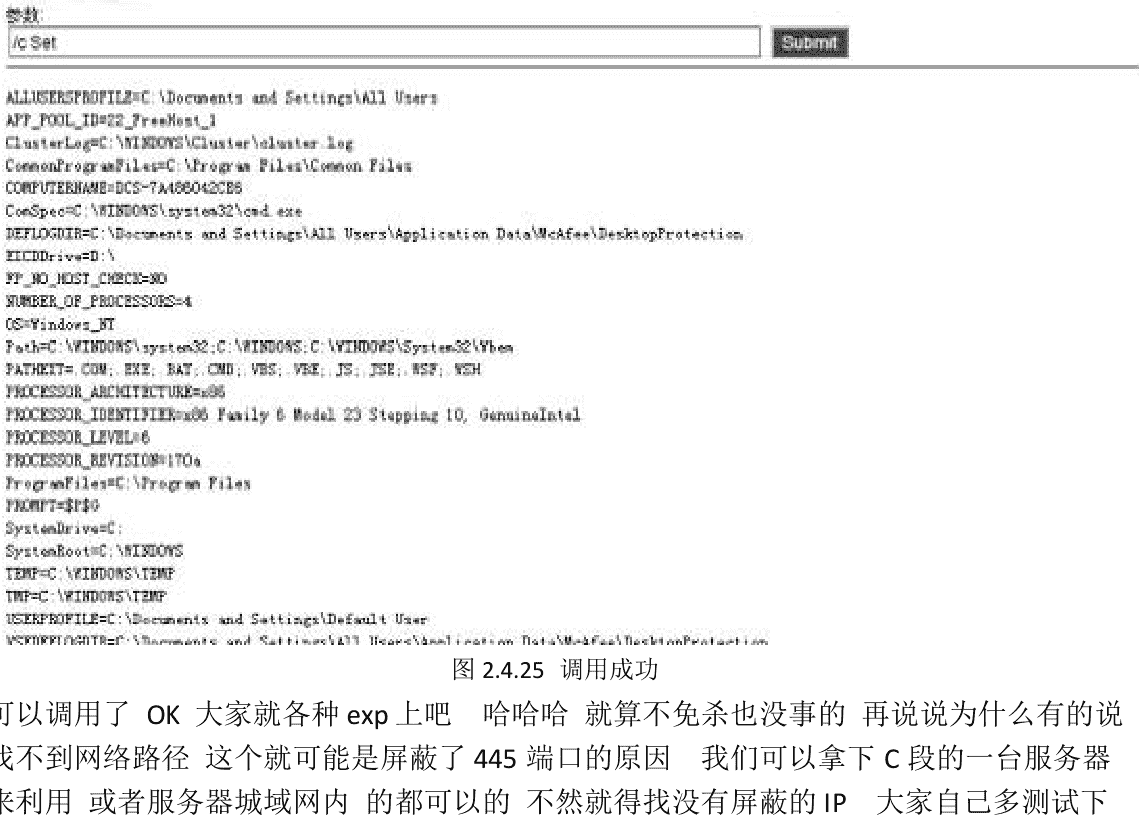 参数:
/c Set
Submit
ALLUSERSPROFILE=C:\Documents and Settings\All Users
APP_POOL_ID=22_FreeHost_1
ClusterLog=C:\WINDOWS\Cluster\cluster.log
CommonProgramFiles=C:\Program Files\Common Files
COMPUTERNAME=DCS-7A486042CE6
ComSpec=C:\WINDOWS\system32\cmd.exe
DEFLOGDIR=C:\Documents and Settings\All Users\Application Data\McAfee\DesktopProtection
EICDDrive=D:\
FP_NO_HOST_CHECK=NO
NUMBER_OF_PROCESSORS=4
OS=Windows_NT
Path=C:\WINDOWS\system32;C:\WINDOWS;C:\WINDOWS\System32\Wbem
PATHEXT=.COM;.EXE;.BAT;.CMD;.VBS;.VBE;.JS;.JSE;.WSF;.WSH
PROCESSOR_ARCHITECTURE=x86
PROCESSOR_IDENTIFIER=x86 Family 6 Model 23 Stepping 10, GenuineIntel
PROCESSOR_LEVEL=6
PROCESSOR_REVISION=170a
ProgramFiles=C:\Program Files
PROMPT=$P$G
SystemDrive=C:
SystemRoot=C:\WINDOWS
TEMP=C:\WINDOWS\TEMP
TMP=C:\WINDOWS\TEMP
USERPROFILE=C:\Documents and Settings\Default User
VSEDEFLOGDIR=C:\Documents and Settings\All Users\Application Data\McAfee\DesktopProtection
图 2.4.25 调用成功
可以调用了 OK 大家就各种 exp 上吧 哈哈哈 就算不免杀也没事的 再说说为什么有的说
找不到网络路径 这个就可能是屏蔽了 445 端口的原因 我们可以拿下 C 段的一台服务器
来利用 或者服务器城域网内 的都可以的 不然就得找没有屏蔽的 IP 大家自己多测试下